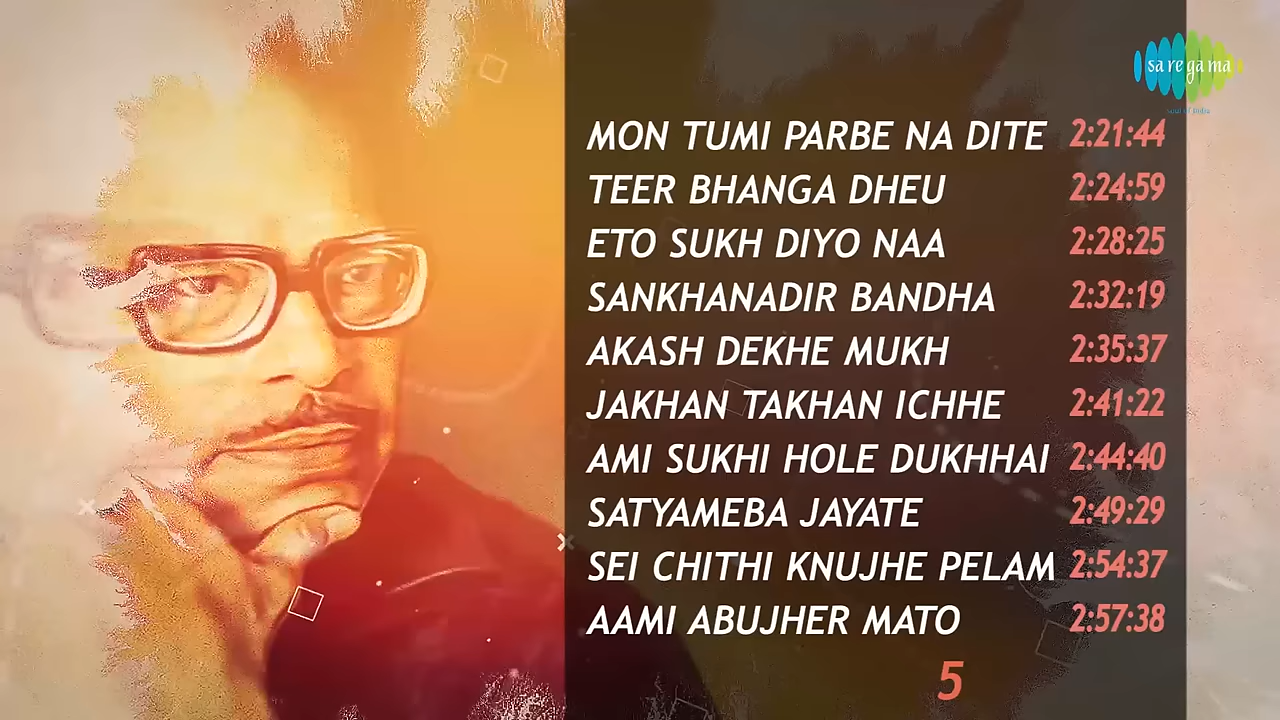 sa re ga ma
soul of India
MON TUMI PARBE NA DITE 2:21:44
TEER BHANGA DHEU 2:24:59
ETO SUKH DIYO NAA 2:28:25
SANKHANADIR BANDHA 2:32:19
AKASH DEKHE MUKH 2:35:37
JAKHAN TAKHAN ICHHE 2:41:22
AMI SUKHI HOLE DUKHHAI 2:44:40
SATYAMEBA JAYATE 2:49:29
SEI CHITHI KNUJHE PELAM 2:54:37
AAMI ABUJHER MATO 2:57:38
5